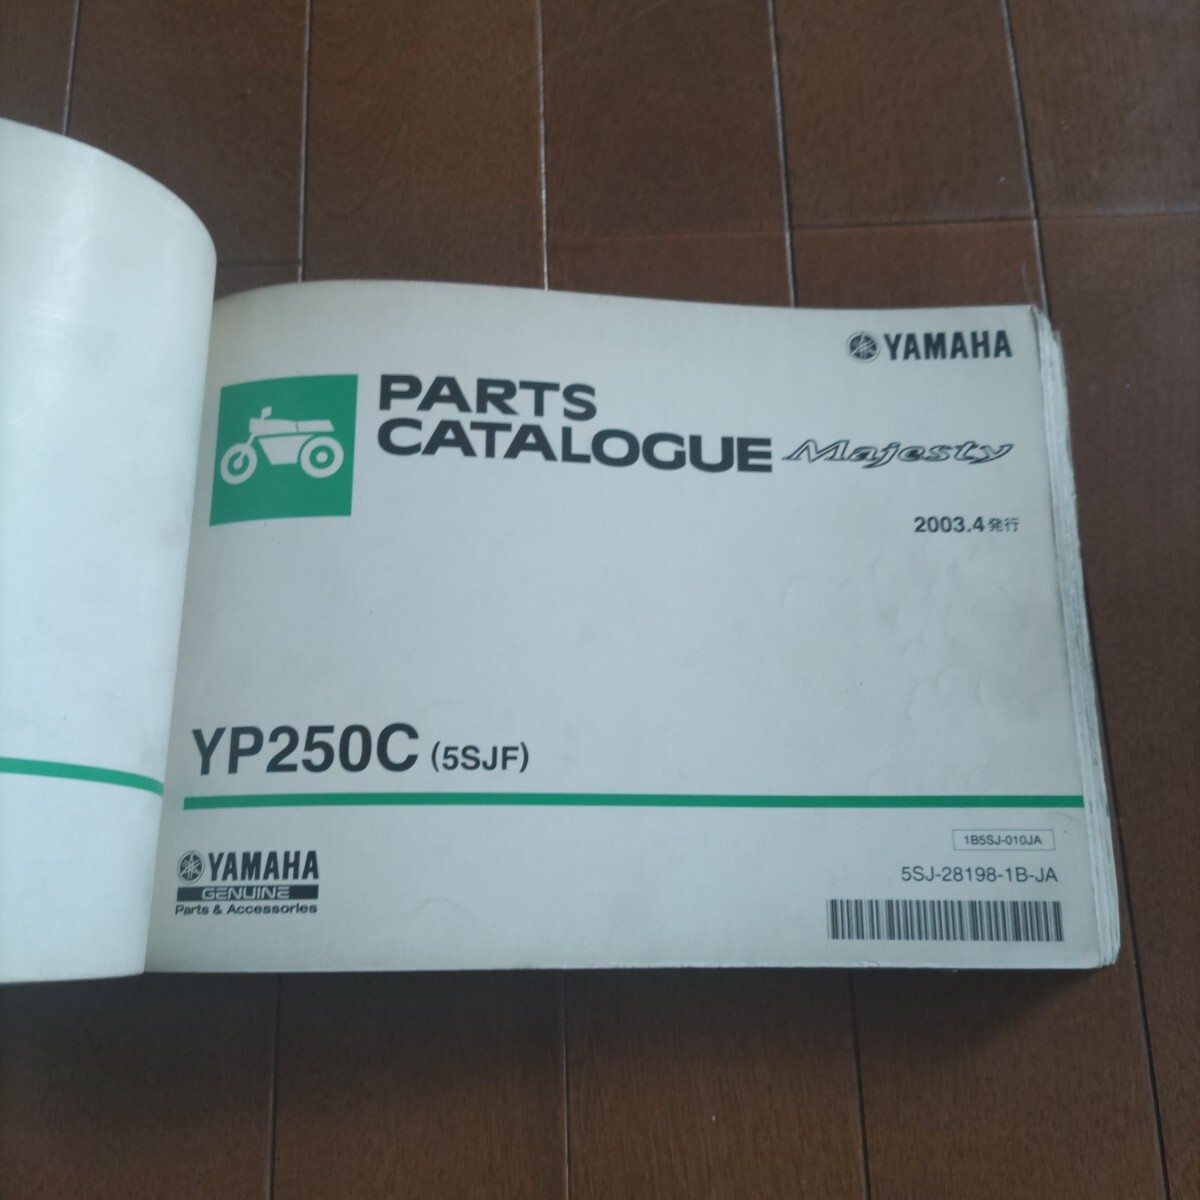 YAMAHA
PARTS
CATALOGUE Majesty
2003.4発行
YP250C (5SJF)
1B5SJ-010JA
5SJ-28198-1B-JA
YAMAHA
GENUINE
Parts & Accessories